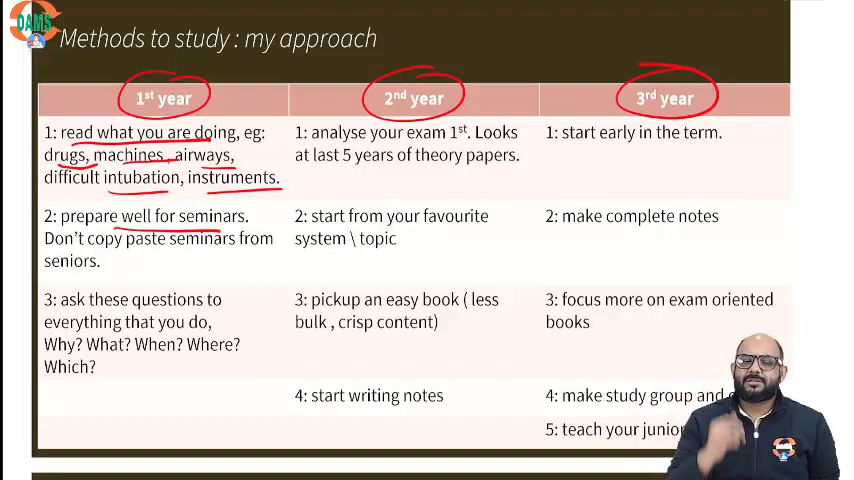 DAMS
Methods to study : my approach
1st year
2nd year
3rd year
1: read what you are doing, eg:
drugs, machines , airways,
difficult intubation, instruments.
1: analyse your exam 1st. Looks
at last 5 years of theory papers.
1: start early in the term.
2: prepare well for seminars.
Don't copy paste seminars from
seniors.
2: start from your favourite
system \ topic
2: make complete notes
3: ask these questions to
everything that you do,
Why? What? When? Where?
Which?
3: pickup an easy book ( less
bulk , crisp content)
3: focus more on exam oriented
books
4: start writing notes
4: make study group and
5: teach your junior